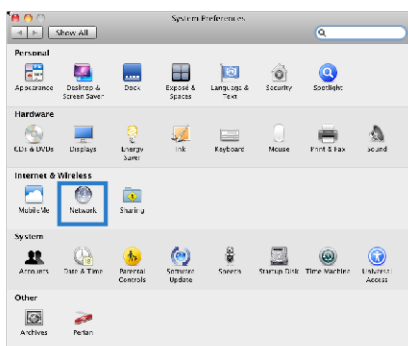 System Preferences
Show All
Personal
Appearance Desktop & Screen Saver Dock Exposé & Spaces Language & Text Security Spotlight
Hardware
CDs & DVDs Displays Energy Saver Ink Keyboard Mouse Print & Fax Sound
Internet & Wireless
MobileMe Network Sharing
System
Accounts Date & Time Parental Controls Software Update Speech Startup Disk Time Machine Universal Access
Other
Archives Perian